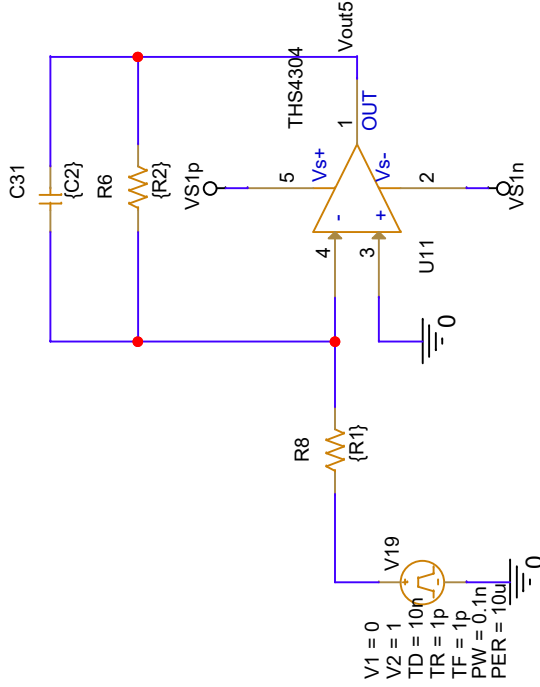 C31
{C2}
R6
{R2}
VS1p
THS4304
Vout5
5
Vs+
1
OUT
Vs-
2
VS1n
-
+
4
3
U11
0
R8
{R1}
V19
+
-
V1 = 0
V2 = 1
TD = 10n
TR = 1p
TF = 1p
PW = 0.1n
PER = 10u
0